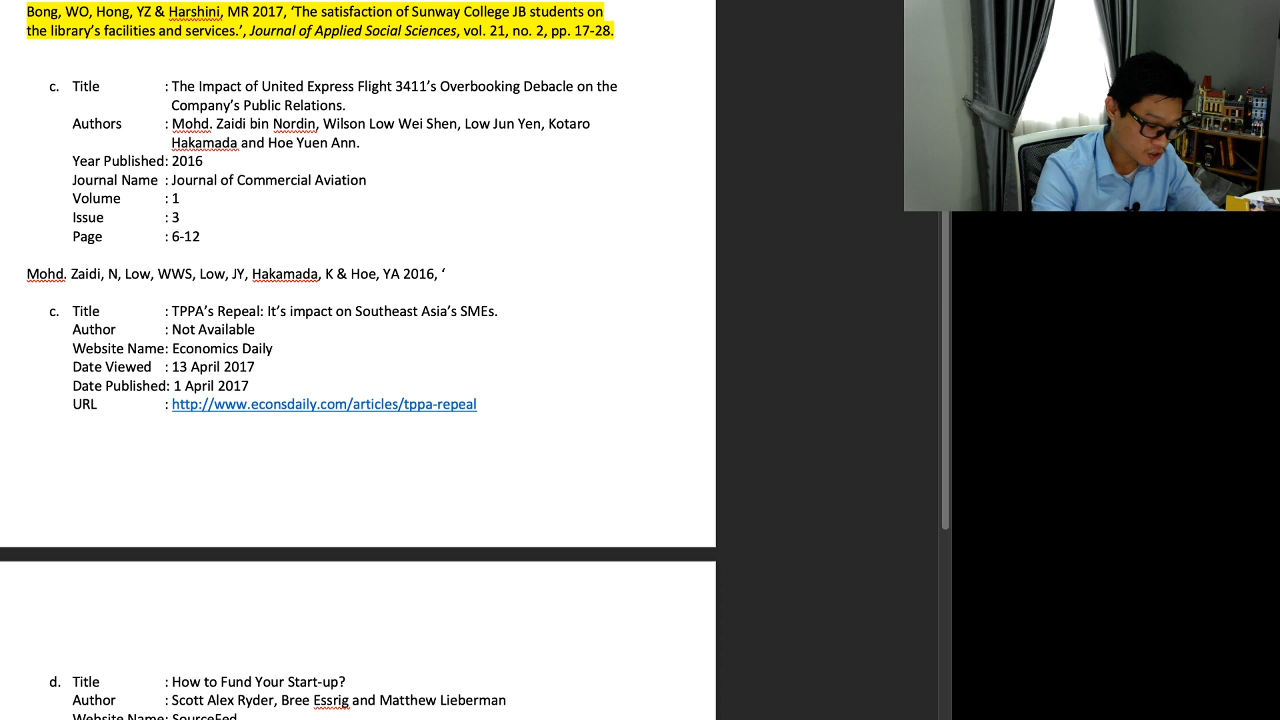 Bong, WO, Hong, YZ & Harshini, MR 2017, ‘The satisfaction of Sunway College JB students on
the library’s facilities and services.’, Journal of Applied Social Sciences, vol. 21, no. 2, pp. 17-28.
c. Title : The Impact of United Express Flight 3411’s Overbooking Debacle on the
Company’s Public Relations.
Authors : Mohd. Zaidi bin Nordin, Wilson Low Wei Shen, Low Jun Yen, Kotaro
Hakamada and Hoe Yuen Ann.
Year Published: 2016
Journal Name : Journal of Commercial Aviation
Volume : 1
Issue : 3
Page : 6-12
Mohd. Zaidi, N, Low, WWS, Low, JY, Hakamada, K & Hoe, YA 2016, ‘
c. Title : TPPA’s Repeal: It’s impact on Southeast Asia’s SMEs.
Author : Not Available
Website Name: Economics Daily
Date Viewed : 13 April 2017
Date Published: 1 April 2017
URL : http://www.econsdaily.com/articles/tppa-repeal
d. Title : How to Fund Your Start-up?
Author : Scott Alex Ryder, Bree Essrig and Matthew Lieberman
Website Name: SourceFed